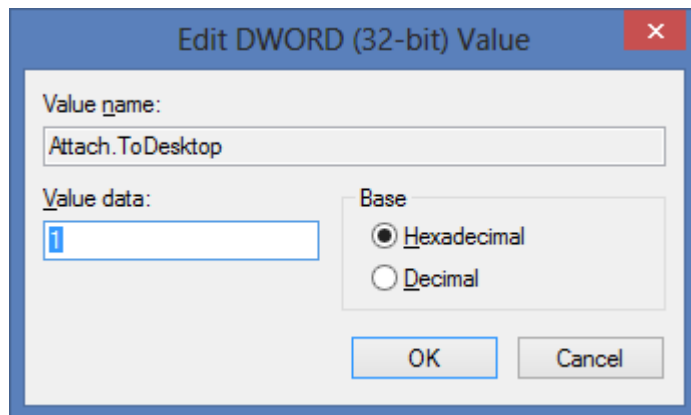 Edit DWORD (32-bit) Value
Value name:
Attach.ToDesktop
Value data:
1
Base
Hexadecimal
Decimal
OK
Cancel